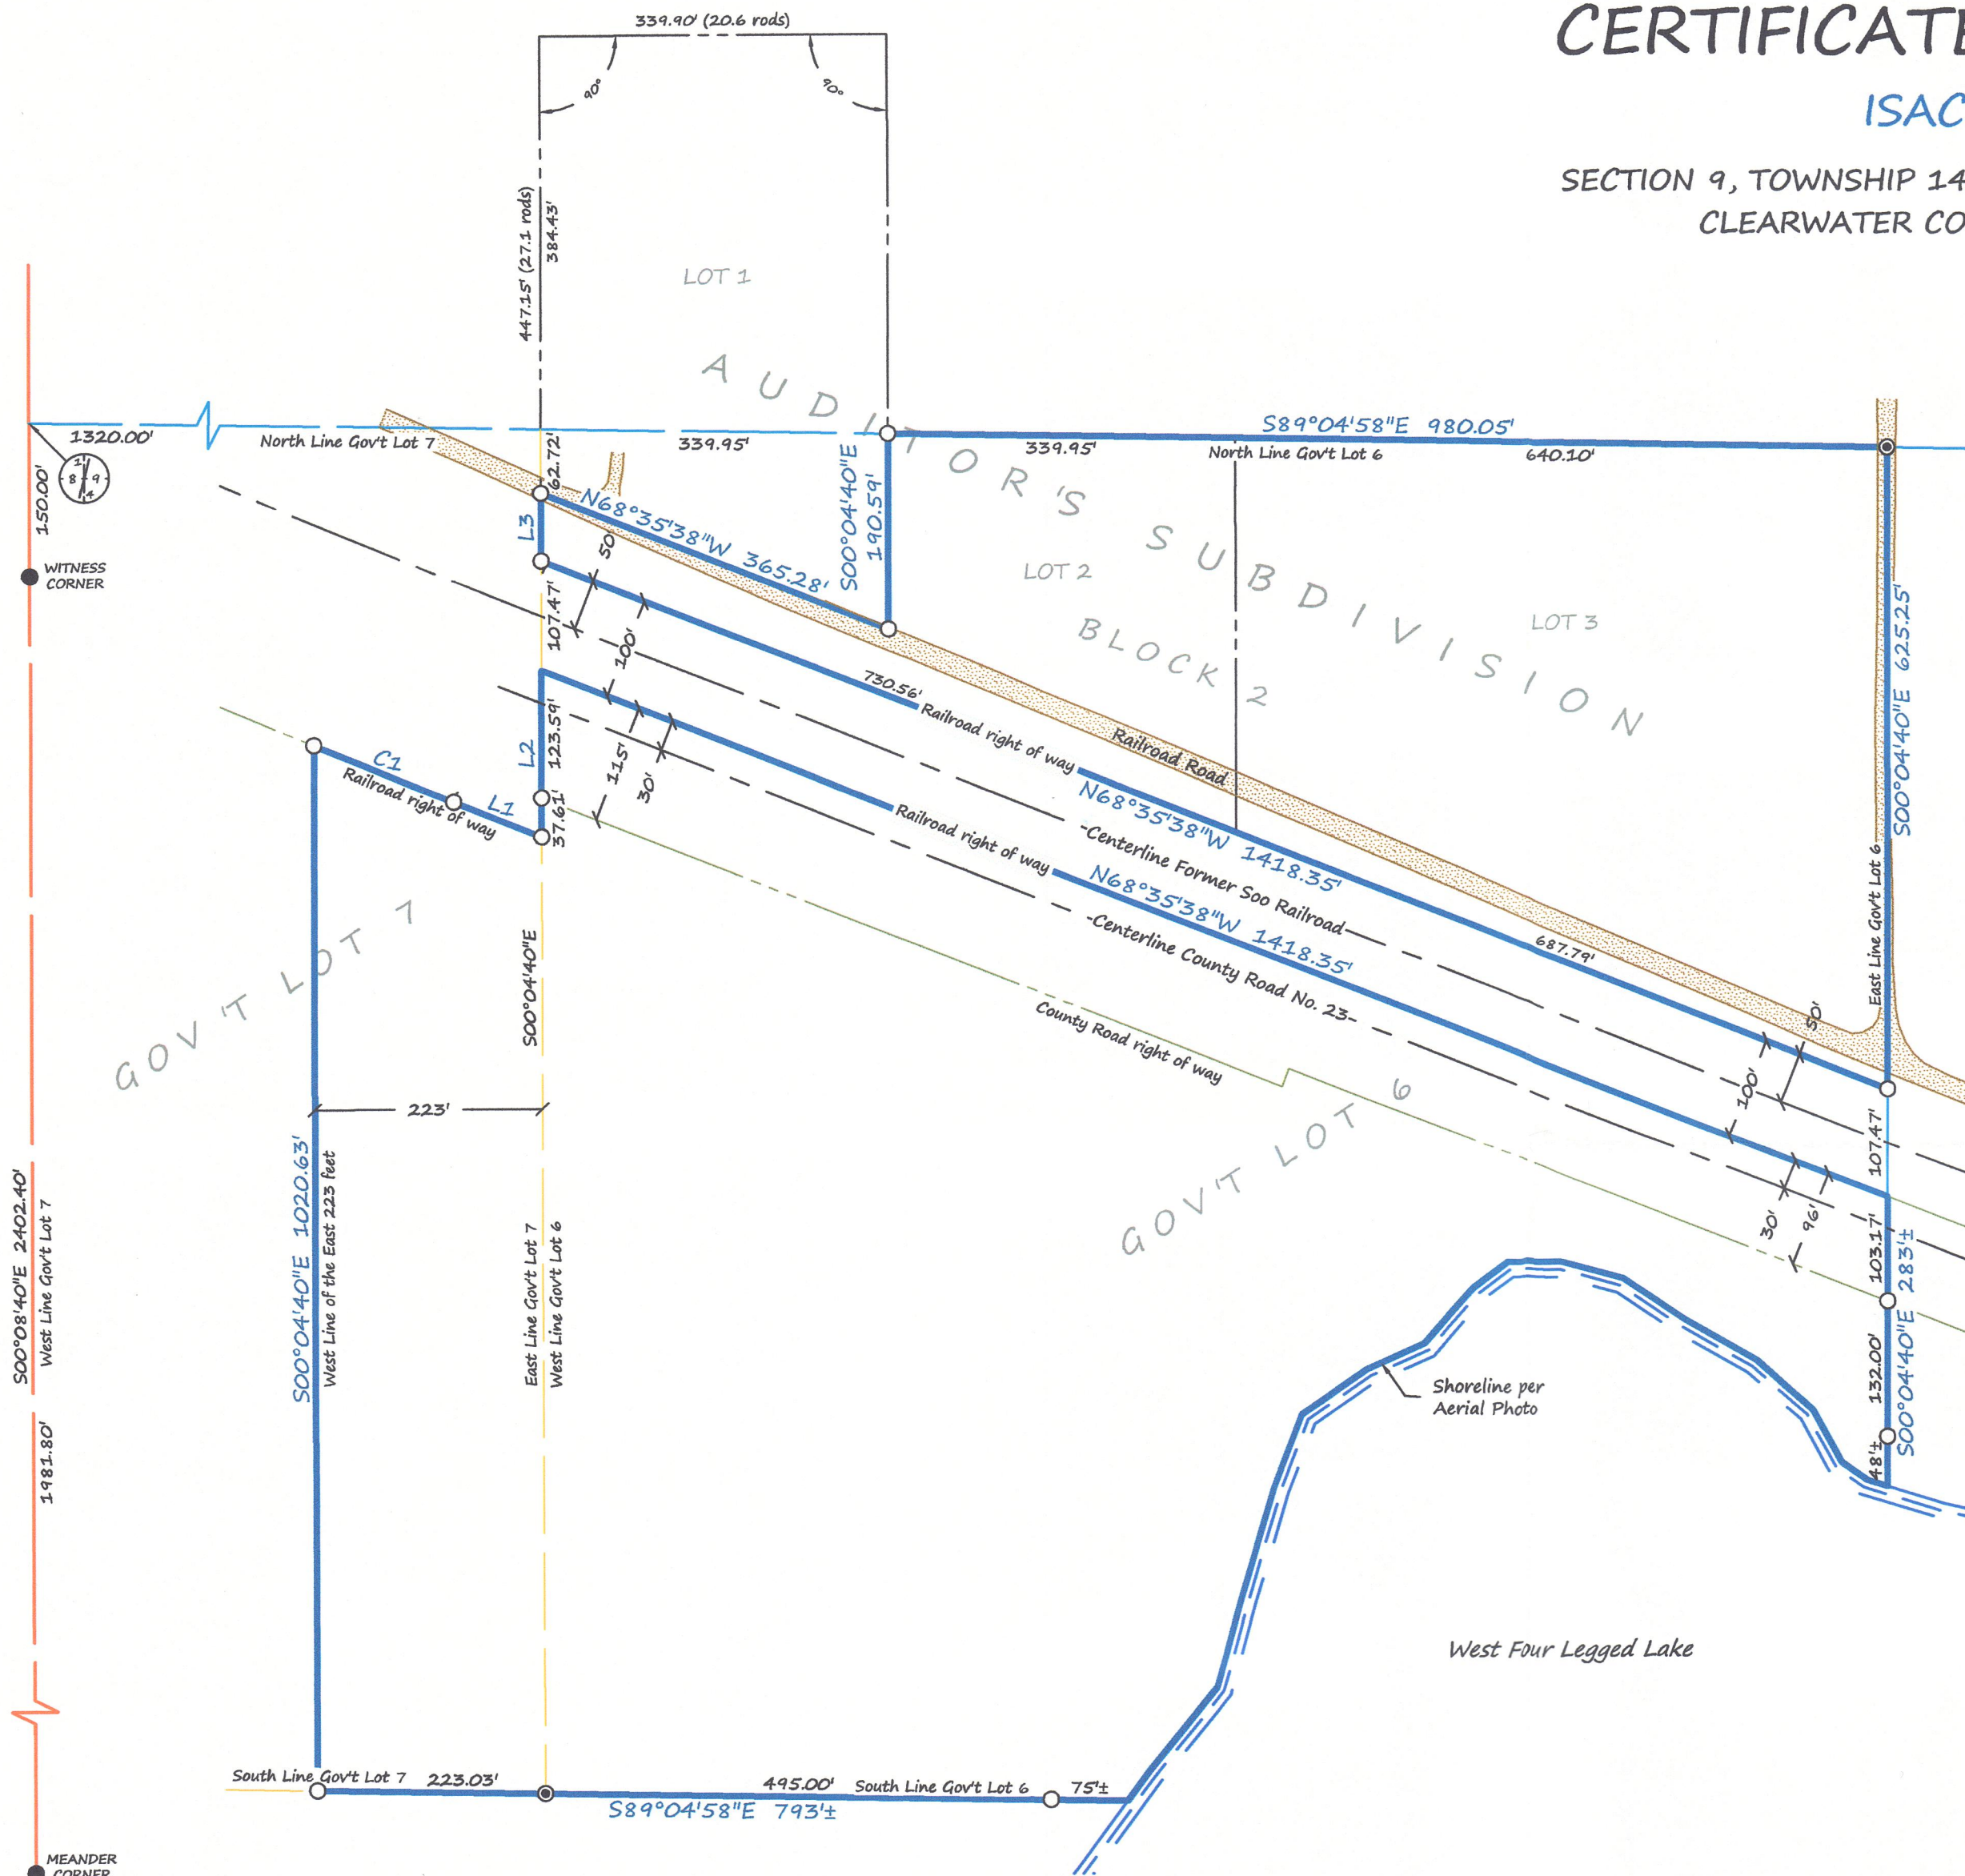 339.90' (20.6 rods)
CERTIFICATE
ISAC
SECTION 9, TOWNSHIP 14
CLEARWATER CO
90°
90°
447.15' (27.1 rods)
384.43'
LOT 1
AUDITOR'S SUBDIVISION
BLOCK 2
1320.00'
North Line Gov't Lot 7
62.72'
339.95'
S89°04'58"E 980.05'
339.95'
North Line Gov't Lot 6
640.10'
150.00'
1
8 9
4
WITNESS
CORNER
L3
N68°35'38"W 365.28'
S00°04'40"E
190.59'
50'
107.47'
100'
LOT 2
LOT 3
S00°04'40"E 625.25'
East Line Gov't Lot 6
730.56'
Railroad right of way
Railroad Road
N68°35'38"W 1418.35'
687.79'
Centerline Former Soo Railroad
C1
L1
Railroad right of way
L2
123.59'
37.61'
115'
30'
Railroad right of way
N68°35'38"W 1418.35'
Centerline County Road No. 23
County Road right of way
GOV'T LOT 7
GOV'T LOT 6
S00°04'40"E
50'
100'
107.47'
30'
96'
103.17'
S00°04'40"E 283'±
132.00'
48'±
223'
S00°04'40"E 1020.63'
West Line of the East 223 feet
East Line Gov't Lot 7
West Line Gov't Lot 6
S00°08'40"E 2402.40'
West Line Gov't Lot 7
1981.80'
Shoreline per
Aerial Photo
West Four Legged Lake
South Line Gov't Lot 7
223.03'
495.00'
South Line Gov't Lot 6
75'±
S89°04'58"E 793'±
MEANDER
CORNER